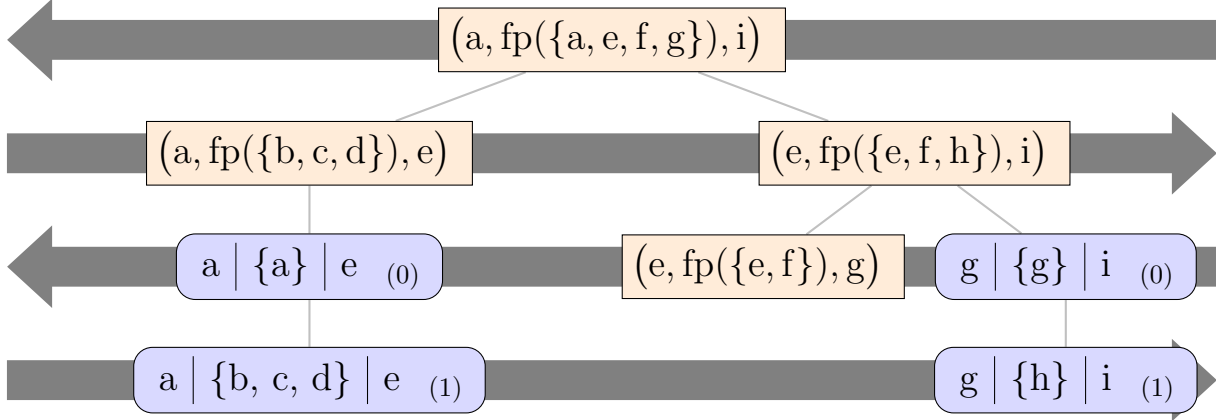 (a, fp({a, e, f, g}), i)
(a, fp({b, c, d}), e) (e, fp({e, f, h}), i)
a | {a} | e (0) (e, fp({e, f}), g) g | {g} | i (0)
a | {b, c, d} | e (1) g | {h} | i (1)